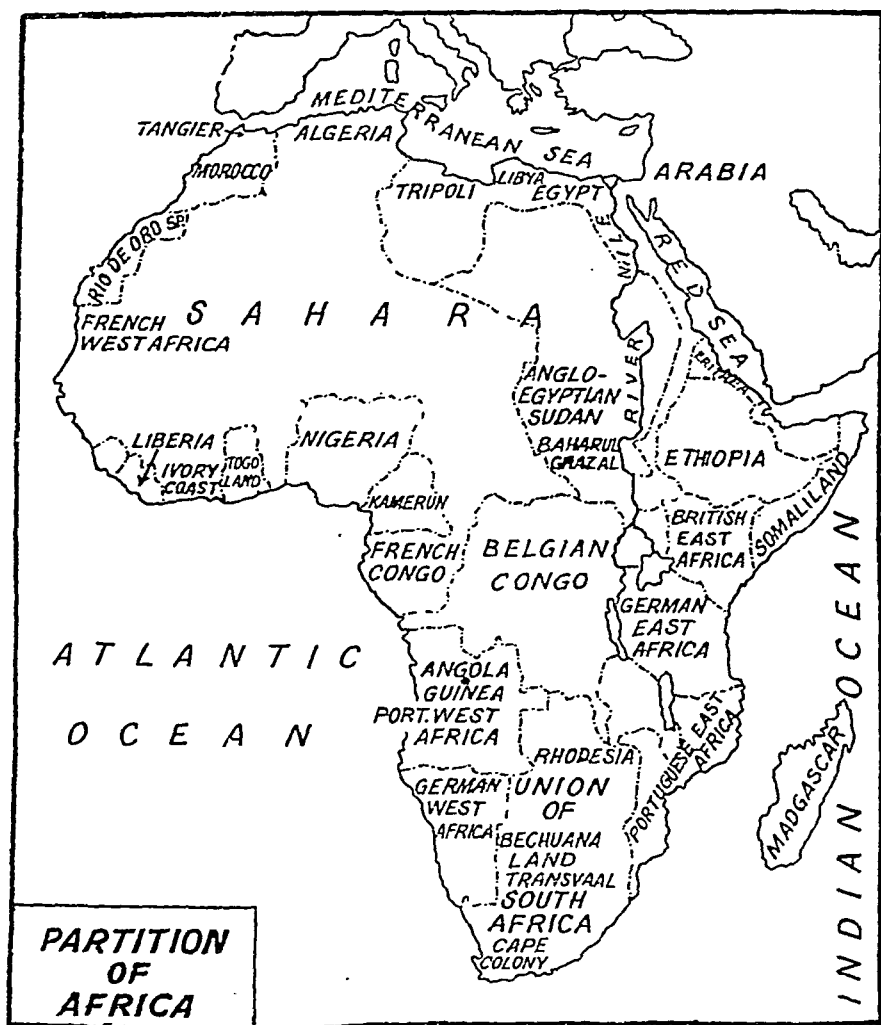 MEDITERRANEAN SEA
TANGIER
ALGERIA
MOROCCO
ARABIA
TRIPOLI
LIBYA
EGYPT
RIO DE ORO SP.
NILE
RIVER
RED SEA
SAHARA
FRENCH
WEST AFRICA
ANGLO-
EGYPTIAN
SUDAN
ERITREA
BAHARUL
GHAZAL
ETHIOPIA
SOMALILAND
LIBERIA
IVORY
COAST
TOGO
LAND
NIGERIA
KAMERUN
FRENCH
CONGO
BELGIAN
CONGO
BRITISH
EAST
AFRICA
GERMAN
EAST
AFRICA
ATLANTIC
OCEAN
INDIAN OCEAN
ANGOLA
GUINEA
PORT. WEST
AFRICA
RHODESIA
PORTUGUESE EAST
AFRICA
MADGASCAR
GERMAN
WEST
AFRICA
UNION
OF
BECHUANA
LAND
TRANSVAAL
SOUTH
AFRICA
CAPE
COLONY
PARTITION
OF
AFRICA